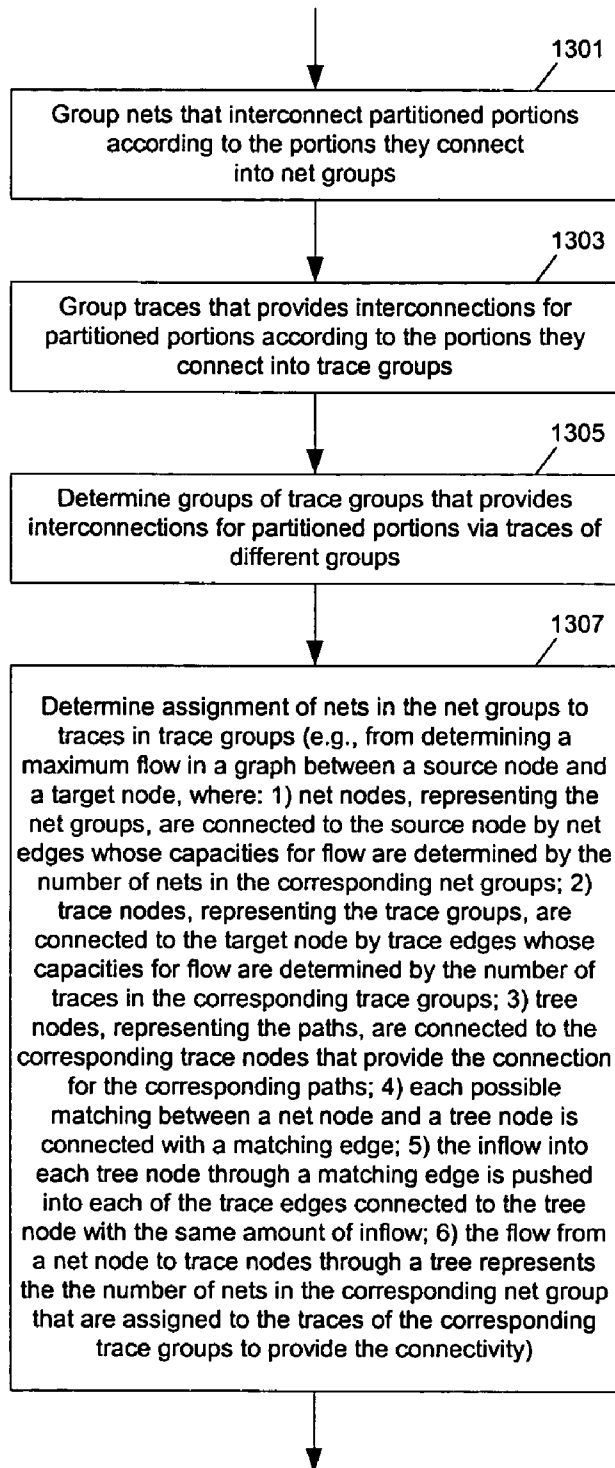 1301
Group nets that interconnect partitioned portions
according to the portions they connect
into net groups
1303
Group traces that provides interconnections for
partitioned portions according to the portions they
connect into trace groups
1305
Determine groups of trace groups that provides
interconnections for partitioned portions via traces of
different groups
1307
Determine assignment of nets in the net groups to
traces in trace groups (e.g., from determining a
maximum flow in a graph between a source node and
a target node, where: 1) net nodes, representing the
net groups, are connected to the source node by net
edges whose capacities for flow are determined by the
number of nets in the corresponding net groups; 2)
trace nodes, representing the trace groups, are
connected to the target node by trace edges whose
capacities for flow are determined by the number of
traces in the corresponding trace groups; 3) tree
nodes, representing the paths, are connected to the
corresponding trace nodes that provide the connection
for the corresponding paths; 4) each possible
matching between a net node and a tree node is
connected with a matching edge; 5) the inflow into
each tree node through a matching edge is pushed
into each of the trace edges connected to the tree
node with the same amount of inflow; 6) the flow from
a net node to trace nodes through a tree represents
the the number of nets in the corresponding net group
that are assigned to the traces of the corresponding
trace groups to provide the connectivity)